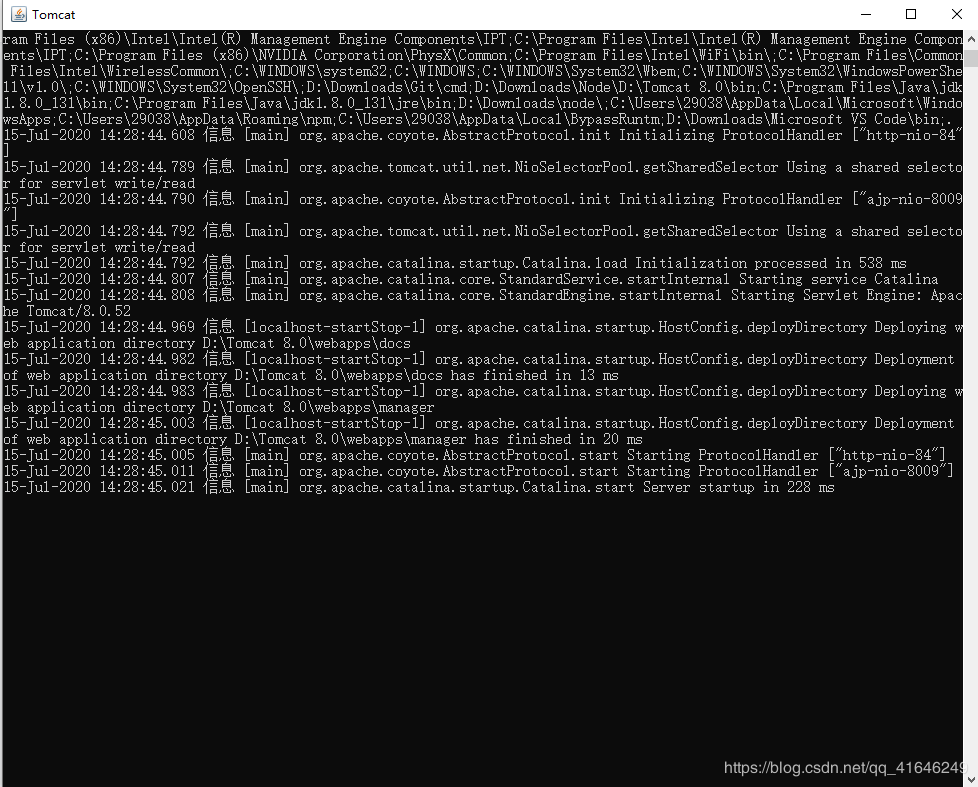 Tomcat
ram Files (x86)\Intel\Intel(R) Management Engine Components\IPT;C:\Program Files\Intel\Intel(R) Management Engine Compon
ents\IPT;C:\Program Files (x86)\NVIDIA Corporation\PhysX\Common;C:\Program Files\Intel\WiFi\bin\;C:\Program Files\Common
 Files\Intel\WirelessCommon\;C:\WINDOWS\system32;C:\WINDOWS;C:\WINDOWS\System32\Wbem;C:\WINDOWS\System32\WindowsPowerShe
ll\v1.0\;C:\WINDOWS\System32\OpenSSH\;D:\Downloads\Git\cmd;D:\Downloads\Node\D:\Tomcat 8.0\bin;C:\Program Files\Java\jdk
1.8.0_131\bin;C:\Program Files\Java\jdk1.8.0_131\jre\bin;D:\Downloads\node\;C:\Users\29038\AppData\Local\Microsoft\Windo
wsApps;C:\Users\29038\AppData\Roaming\npm;C:\Users\29038\AppData\Local\BypassRuntm;D:\Downloads\Microsoft VS Code\bin;.
15-Jul-2020 14:28:44.608 信息 [main] org.apache.coyote.AbstractProtocol.init Initializing ProtocolHandler ["http-nio-84"
]
15-Jul-2020 14:28:44.789 信息 [main] org.apache.tomcat.util.net.NioSelectorPool.getSharedSelector Using a shared selecto
r for servlet write/read
15-Jul-2020 14:28:44.790 信息 [main] org.apache.coyote.AbstractProtocol.init Initializing ProtocolHandler ["ajp-nio-8009
"]
15-Jul-2020 14:28:44.792 信息 [main] org.apache.tomcat.util.net.NioSelectorPool.getSharedSelector Using a shared selecto
r for servlet write/read
15-Jul-2020 14:28:44.792 信息 [main] org.apache.catalina.startup.Catalina.load Initialization processed in 538 ms
15-Jul-2020 14:28:44.807 信息 [main] org.apache.catalina.core.StandardService.startInternal Starting service Catalina
15-Jul-2020 14:28:44.808 信息 [main] org.apache.catalina.core.StandardEngine.startInternal Starting Servlet Engine: Apac
he Tomcat/8.0.52
15-Jul-2020 14:28:44.969 信息 [localhost-startStop-1] org.apache.catalina.startup.HostConfig.deployDirectory Deploying w
eb application directory D:\Tomcat 8.0\webapps\docs
15-Jul-2020 14:28:44.982 信息 [localhost-startStop-1] org.apache.catalina.startup.HostConfig.deployDirectory Deployment
of web application directory D:\Tomcat 8.0\webapps\docs has finished in 13 ms
15-Jul-2020 14:28:44.983 信息 [localhost-startStop-1] org.apache.catalina.startup.HostConfig.deployDirectory Deploying w
eb application directory D:\Tomcat 8.0\webapps\manager
15-Jul-2020 14:28:45.003 信息 [localhost-startStop-1] org.apache.catalina.startup.HostConfig.deployDirectory Deployment
of web application directory D:\Tomcat 8.0\webapps\manager has finished in 20 ms
15-Jul-2020 14:28:45.005 信息 [main] org.apache.coyote.AbstractProtocol.start Starting ProtocolHandler ["http-nio-84"]
15-Jul-2020 14:28:45.011 信息 [main] org.apache.coyote.AbstractProtocol.start Starting ProtocolHandler ["ajp-nio-8009"]
15-Jul-2020 14:28:45.021 信息 [main] org.apache.catalina.startup.Catalina.start Server startup in 228 ms
https://blog.csdn.net/qq_41646249